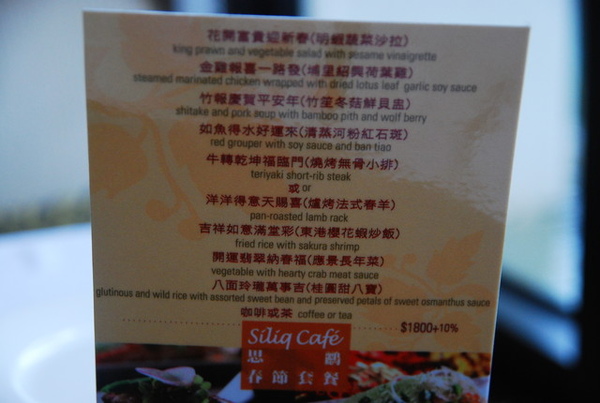 花開富貴迎新春(明蝦蔬菜沙拉)
king prawn and vegetable salad with sesame vinaigrette
金雞報喜一路發(埔里紹興荷葉雞)
steamed marinated chicken wrapped with dried lotus leaf garlic soy sauce
竹報慶賀平安年(竹笙冬菇鮮貝盅)
shitake and pork soup with bamboo pith and wolf berry
如魚得水好運來(清蒸河粉紅石斑)
red grouper with soy sauce and ban tiao
牛轉乾坤福臨門(燒烤無骨小排)
teriyaki short-rib steak
或 or
洋洋得意天賜喜(爐烤法式春羊)
pan-roasted lamb rack
吉祥如意滿堂彩(東港櫻花蝦炒飯)
fried rice with sakura shrimp
開運翡翠納春福(應景長年菜)
vegetable with hearty crab meat sauce
八面玲瓏萬事吉(桂圓甜八寶)
glutinous and wild rice with assorted sweet bean and preserved petals of sweet osmanthus sauce
咖啡或茶 coffee or tea
$1800+10%
Siliq Café
思鵝
春節套餐